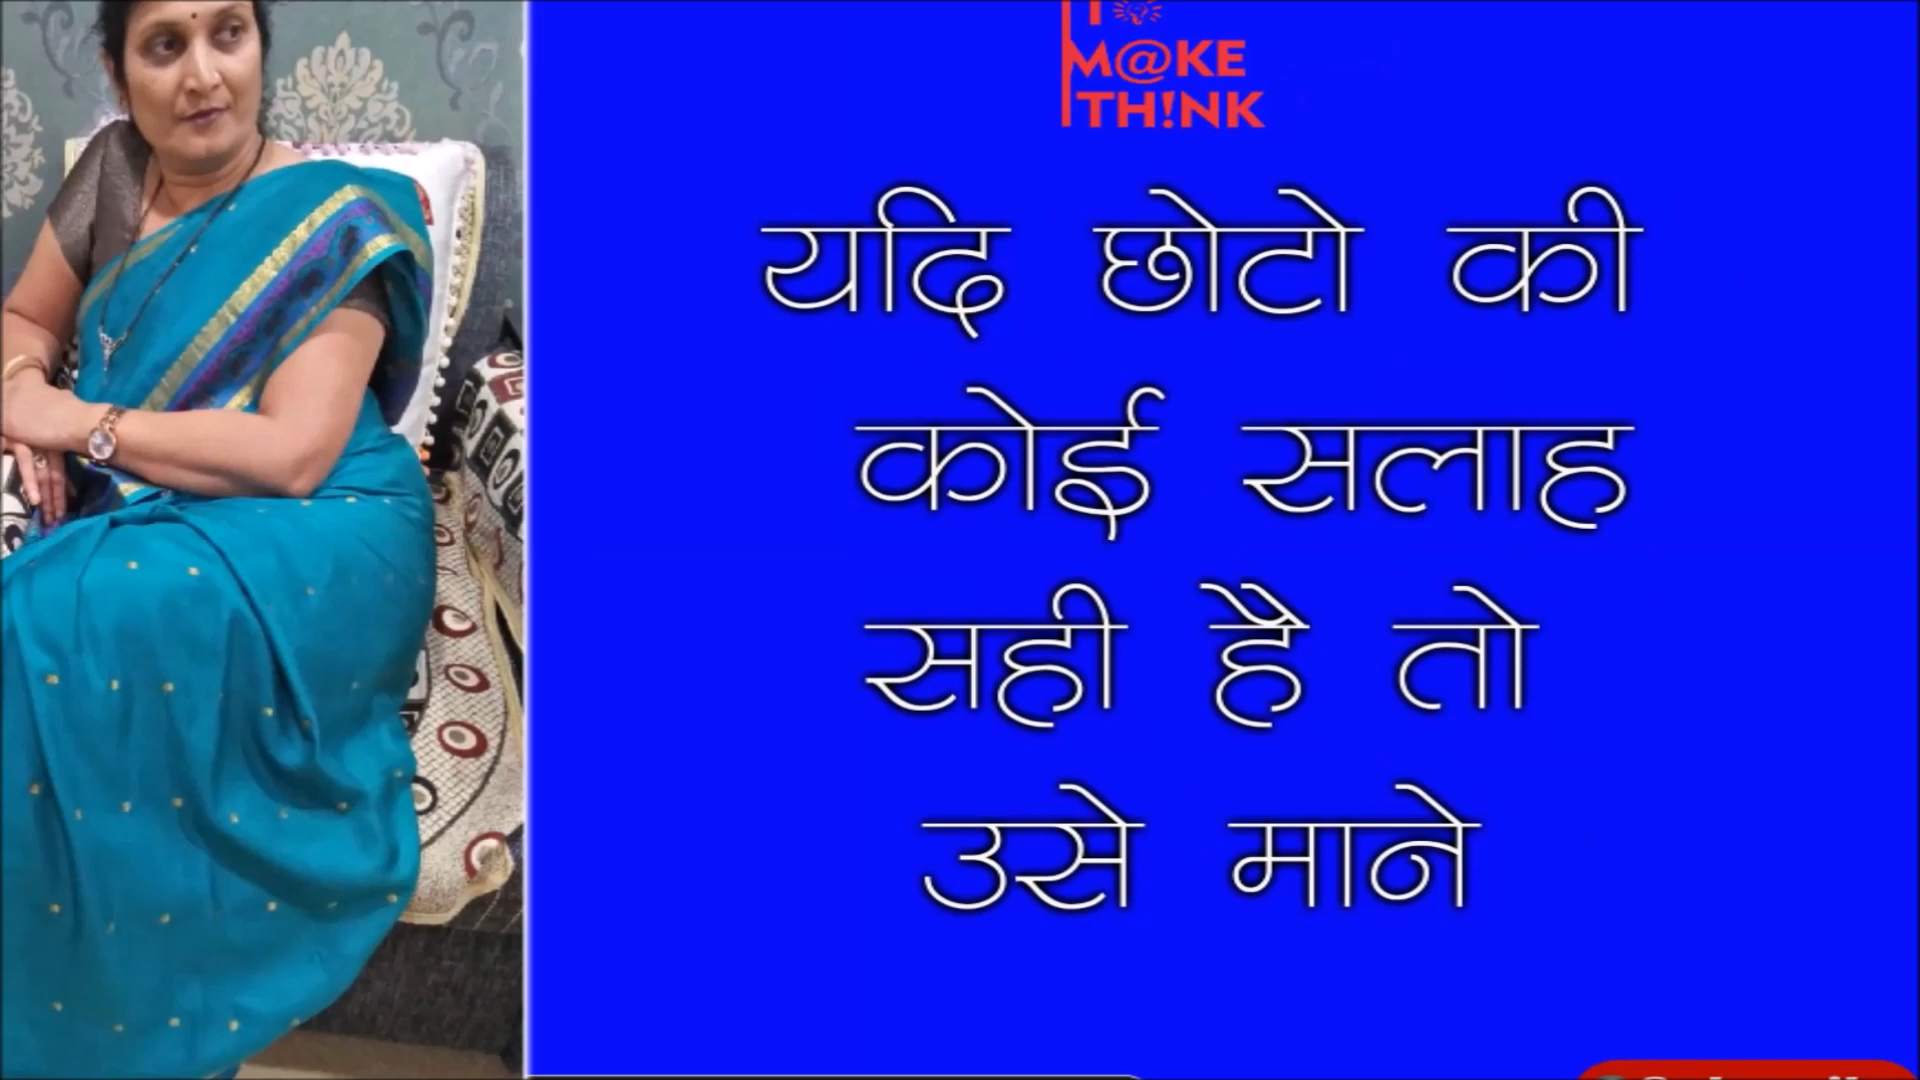 M@KE
TH!NK
यदि छोटो की
कोई सलाह
सही है तो
उसे माने